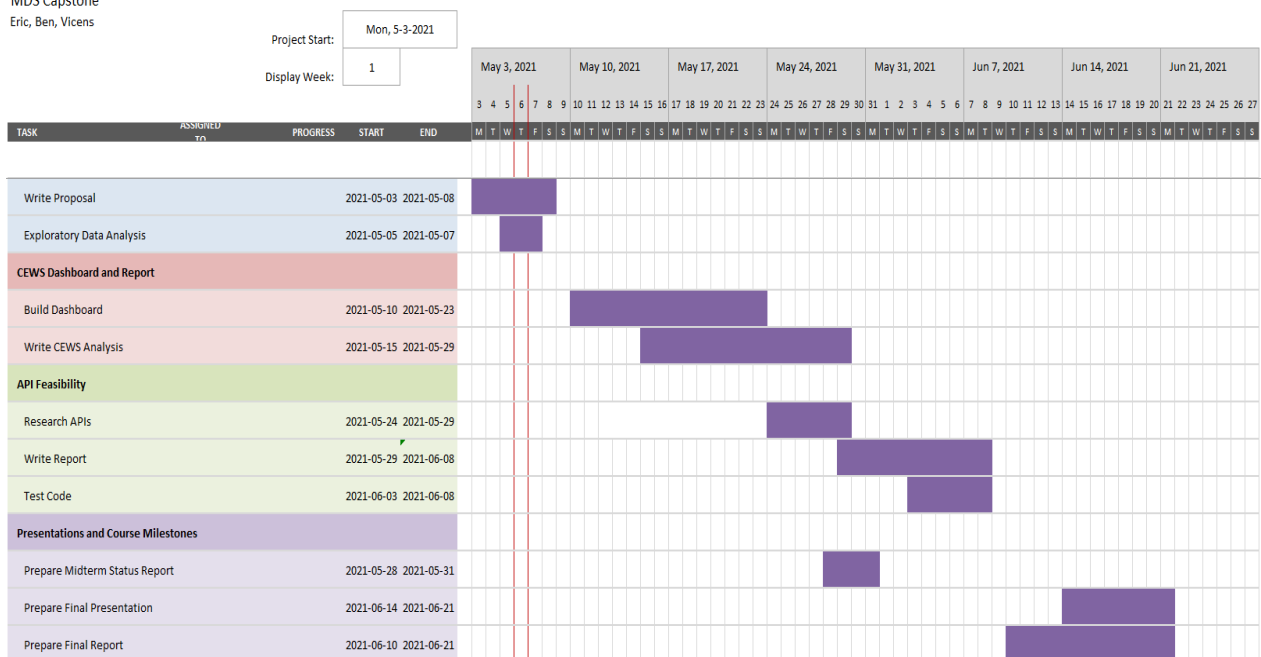 MDS Capstone
Eric, Ben, Vicens
Project Start: Mon, 5-3-2021
Display Week: 1
May 3, 2021 May 10, 2021 May 17, 2021 May 24, 2021 May 31, 2021 Jun 7, 2021 Jun 14, 2021 Jun 21, 2021
3 4 5 6 7 8 9 10 11 12 13 14 15 16 17 18 19 20 21 22 23 24 25 26 27 28 29 30 31 1 2 3 4 5 6 7 8 9 10 11 12 13 14 15 16 17 18 19 20 21 22 23 24 25 26 27
TASK ASSIGNED TO PROGRESS START END M T W T F S S M T W T F S S M T W T F S S M T W T F S S M T W T F S S M T W T F S S M T W T F S S M T W T F S S
Write Proposal 2021-05-03 2021-05-08
Exploratory Data Analysis 2021-05-05 2021-05-07
CEWS Dashboard and Report
Build Dashboard 2021-05-10 2021-05-23
Write CEWS Analysis 2021-05-15 2021-05-29
API Feasibility
Research APIs 2021-05-24 2021-05-29
Write Report 2021-05-29 2021-06-08
Test Code 2021-06-03 2021-06-08
Presentations and Course Milestones
Prepare Midterm Status Report 2021-05-28 2021-05-31
Prepare Final Presentation 2021-06-14 2021-06-21
Prepare Final Report 2021-06-10 2021-06-21